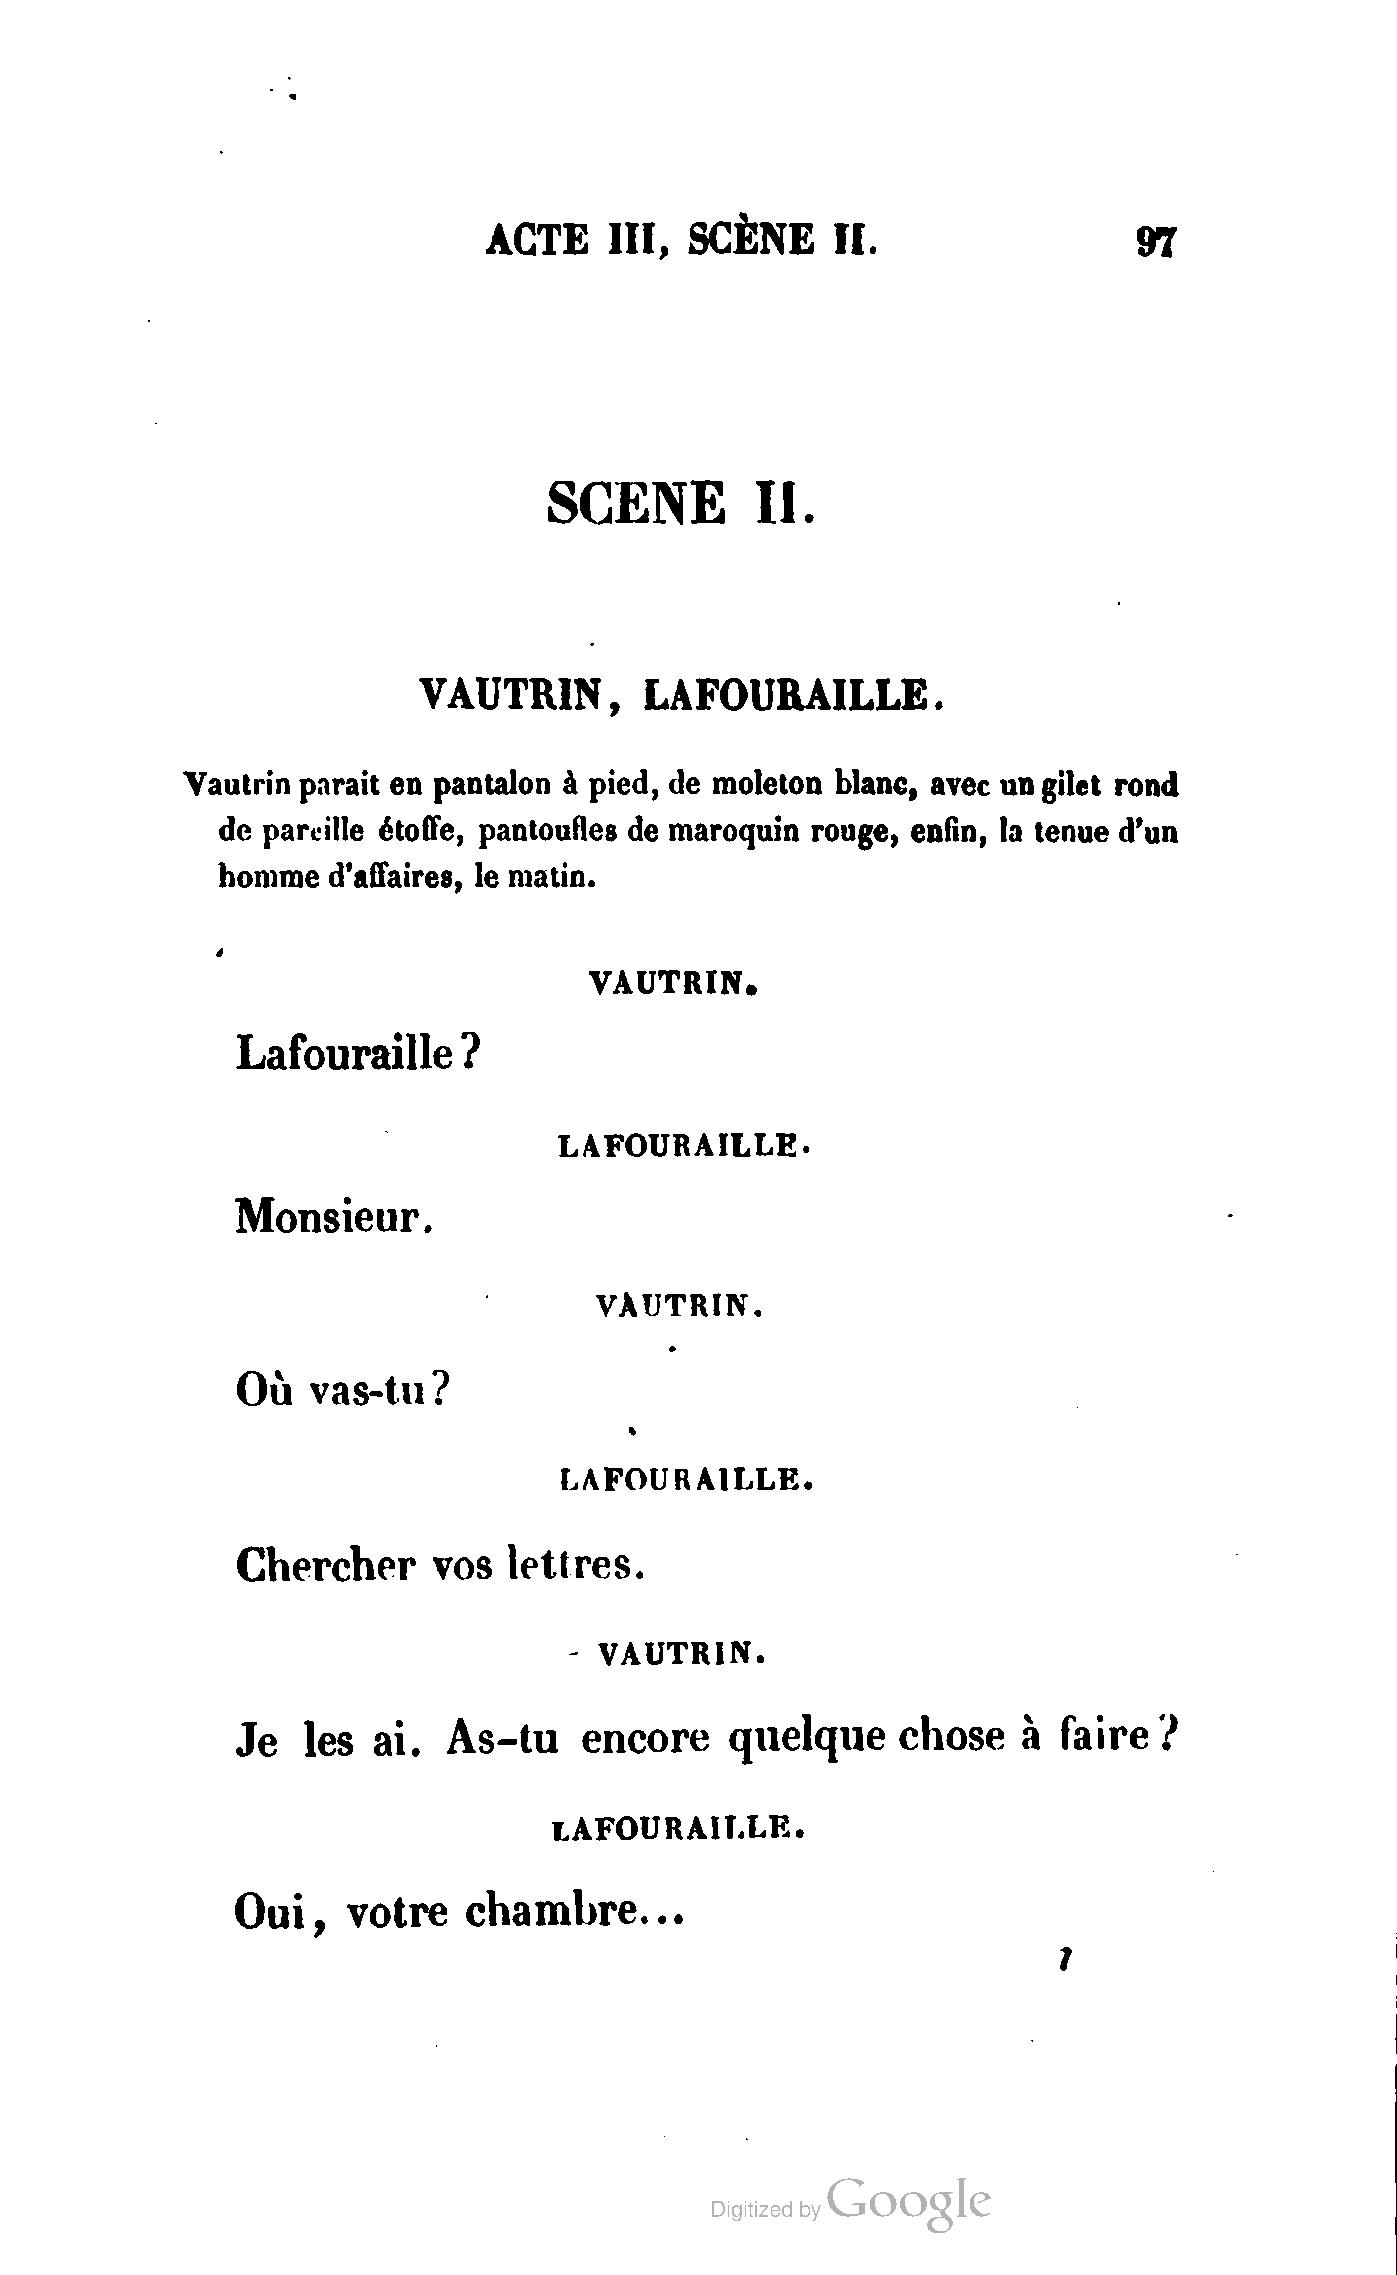 ACTE III, SCÈNE II. 97
SCENE II.
VAUTRIN, LAFOURAILLE.
Vautrin parait en pantalon à pied, de moleton blanc, avec un gilet rond
de pareille étoffe, pantoufles de maroquin rouge, enfin, la tenue d'un
homme d'affaires, le matin.
VAUTRIN.
Lafouraille?
LAFOURAILLE.
Monsieur.
VAUTRIN.
Où vas-tu?
LAFOURAILLE.
Chercher vos lettres.
VAUTRIN.
Je les ai. As-tu encore quelque chose à faire?
LAFOURAILLE.
Oui, votre chambre...
7
Digitized by Google